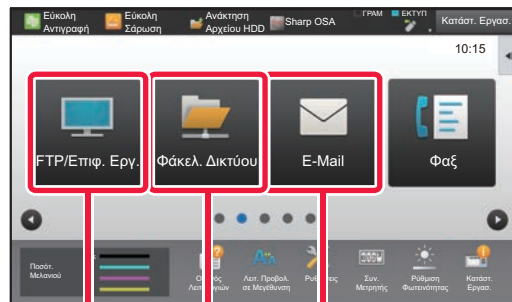 Εύκολη
Αντιγραφή
Εύκολη
Σάρωση
Ανάκτηση
Αρχείου HDD
Sharp OSA
ΓΡΑΜ
ΕΚΤΥΠ
Κατάστ. Εργασ.
10:15
FTP/Επιφ. Εργ.
Φάκελ. Δικτύου
E-Mail
Φαξ
Ποσότ.
Μελανιού
Λειτ. Προβολ.
σε Μεγέθυνση
Συν.
Μετρητής
Ρύθμιση
Φωτεινότητας
Κατάστ.
Εργασ.